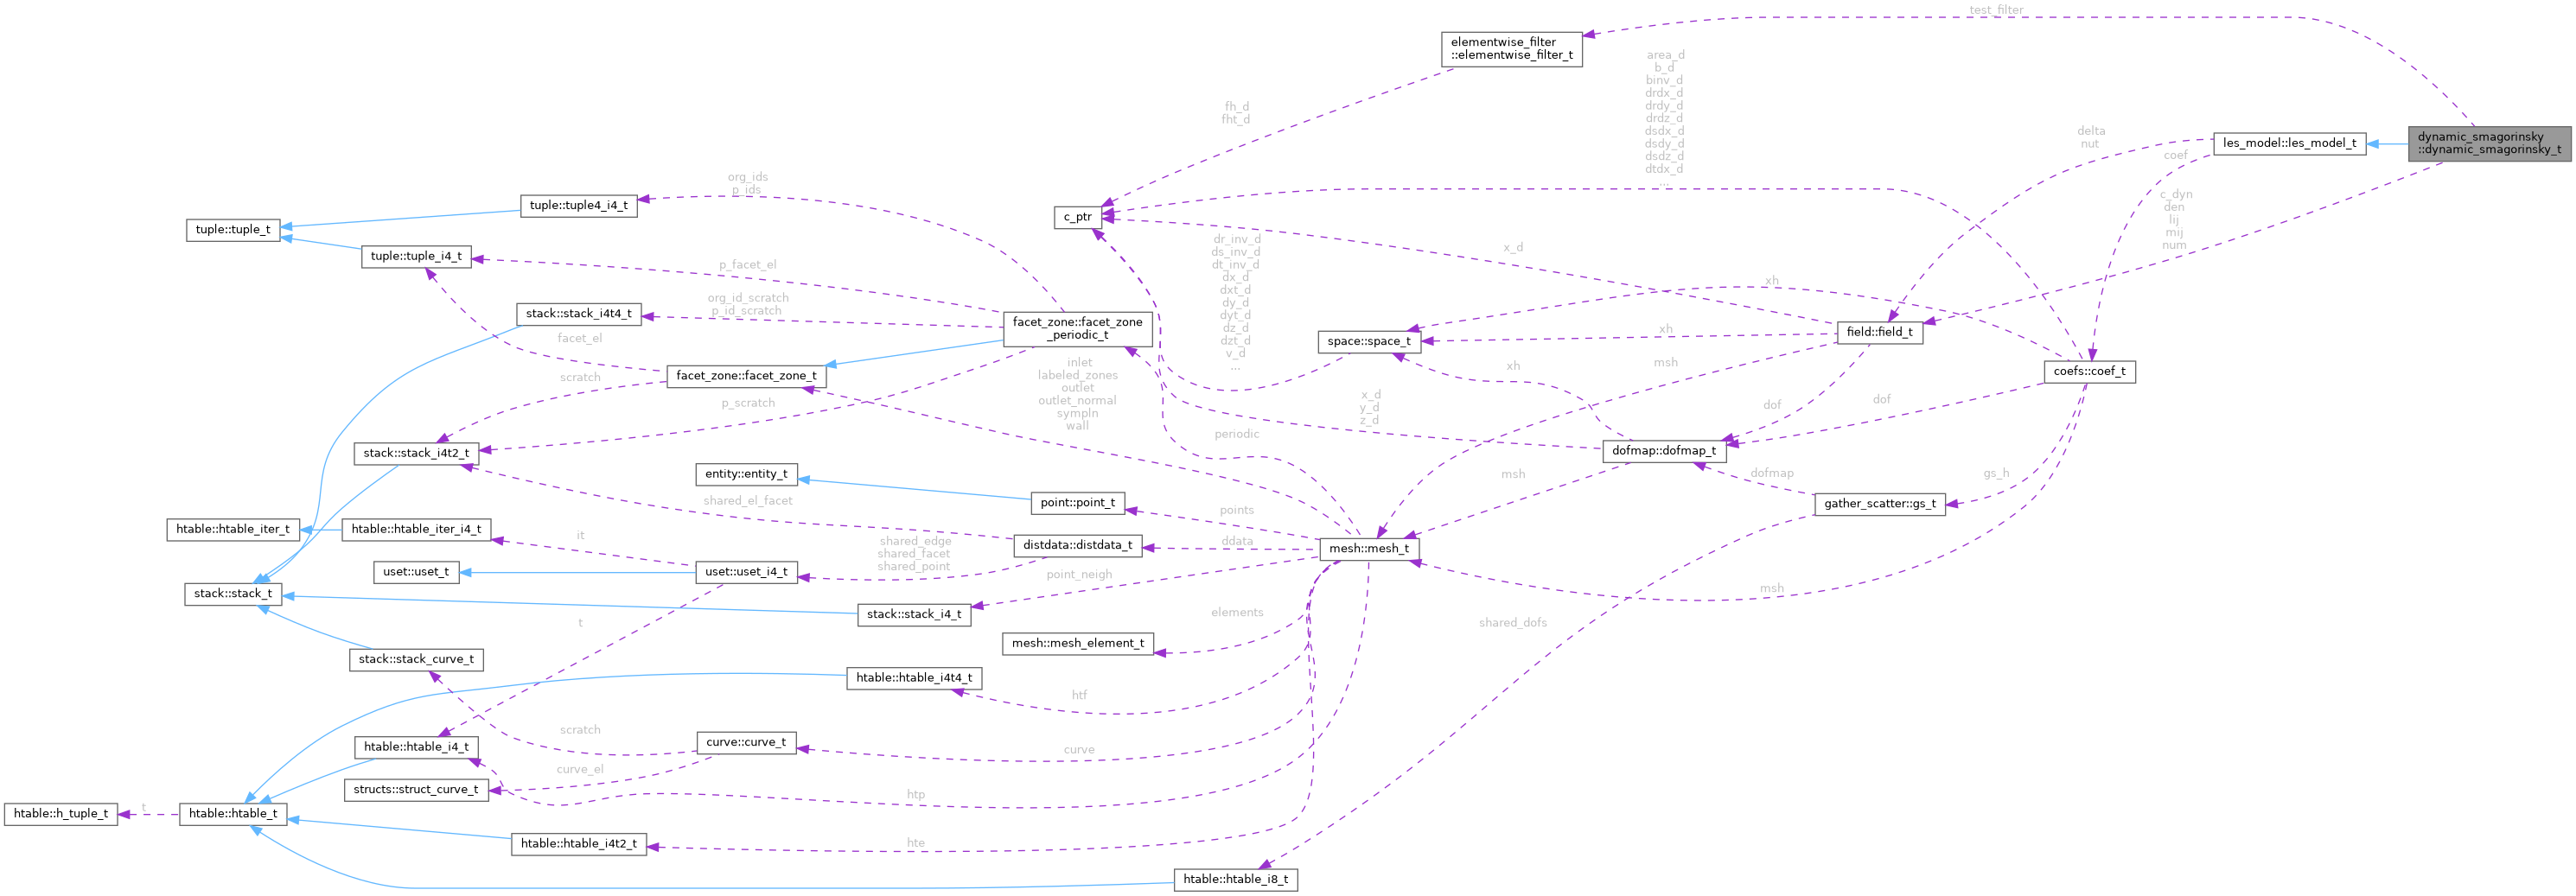 test_filter
elementwise_filter
::elementwise_filter_t
area_d
b_d
binv_d
drdx_d
drdy_d
drdz_d
dsdx_d
dsdy_d
dsdz_d
dtdx_d
...
fh_d
fht_d
delta
nut
dynamic_smagorinsky
::dynamic_smagorinsky_t
les_model::les_model_t
coef
org_ids
p_ids
tuple::tuple4_i4_t
tuple::tuple_t
c_ptr
c_dyn
den
lij
mij
num
tuple::tuple_i4_t
p_facet_el
dr_inv_d
ds_inv_d
dt_inv_d
dx_d
dxt_d
dy_d
dyt_d
dz_d
dzt_d
v_d
...
x_d
xh
org_id_scratch
p_id_scratch
stack::stack_i4t4_t
facet_zone::facet_zone
_periodic_t
facet_el
space::space_t
xh
field::field_t
scratch
facet_zone::facet_zone_t
inlet
labeled_zones
outlet
outlet_normal
sympln
wall
xh
msh
coefs::coef_t
p_scratch
x_d
y_d
z_d
dof
dof
periodic
stack::stack_i4t2_t
dofmap::dofmap_t
entity::entity_t
msh
dofmap
gs_h
shared_el_facet
point::point_t
points
gather_scatter::gs_t
htable::htable_iter_t
htable::htable_iter_i4_t
it
shared_edge
shared_facet
shared_point
distdata::distdata_t
ddata
mesh::mesh_t
uset::uset_t
uset::uset_i4_t
point_neigh
msh
stack::stack_t
stack::stack_i4_t
elements
t
shared_dofs
mesh::mesh_element_t
stack::stack_curve_t
htable::htable_i4t4_t
htf
scratch
curve::curve_t
curve
htable::htable_i4_t
curve_el
structs::struct_curve_t
htp
htable::h_tuple_t
t
htable::htable_t
htable::htable_i4t2_t
hte
htable::htable_i8_t